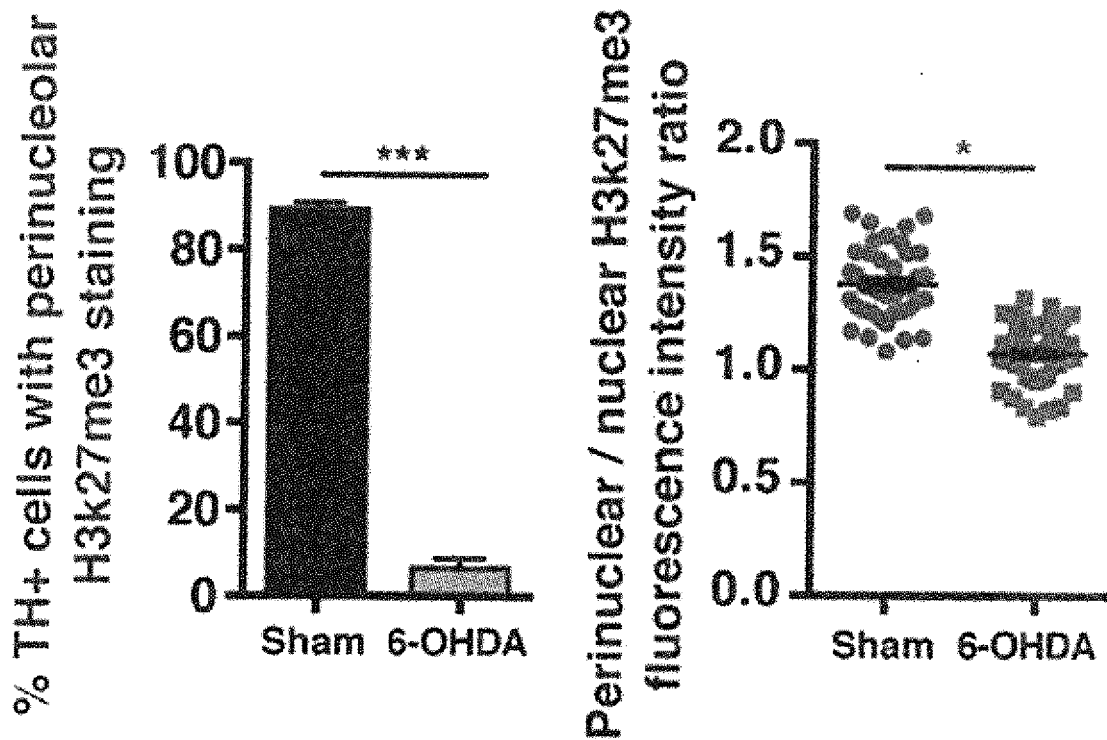 % TH+ cells with perinucleolar
H3k27me3 staining
100
80
60
40
20
0
***
Sham 6-OHDA
Perinuclear / nuclear H3k27me3
fluorescence intensity ratio
2.0
1.5
1.0
0.5
0.0
*
Sham 6-OHDA